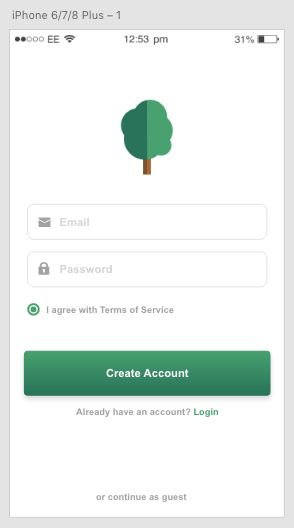 iPhone 6/7/8 Plus – 1
EE 12:53 pm 31%
Email
Password
I agree with Terms of Service
Create Account
Already have an account? Login
or continue as guest